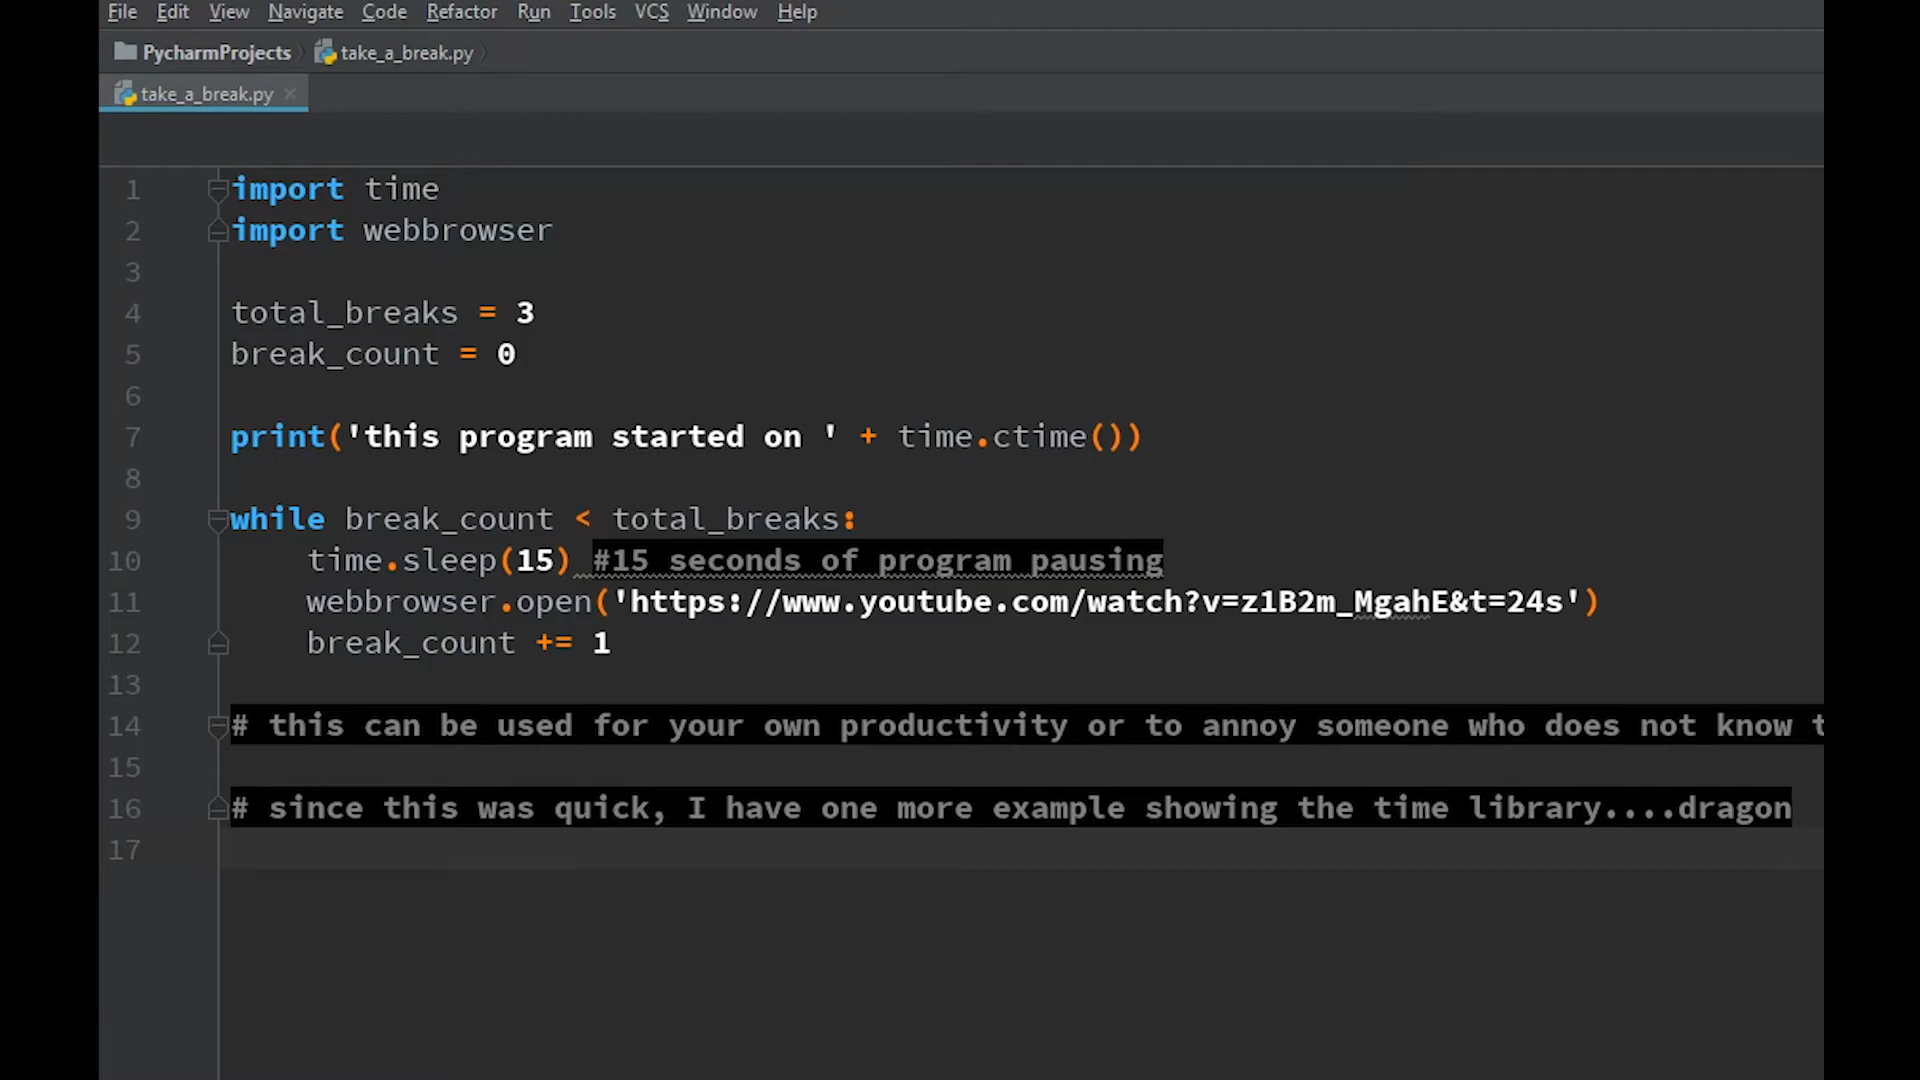 File Edit View Navigate Code Refactor Run Tools VCS Window Help
PycharmProjects take_a_break.py
take_a_break.py
1 import time
2 import webbrowser
3
4 total_breaks = 3
5 break_count = 0
6
7 print('this program started on ' + time.ctime())
8
9 while break_count < total_breaks:
10 time.sleep(15) #15 seconds of program pausing
11 webbrowser.open('https://www.youtube.com/watch?v=z1B2m_MgahE&t=24s')
12 break_count += 1
13
14 # this can be used for your own productivity or to annoy someone who does not know t
15
16 # since this was quick, I have one more example showing the time library....dragon
17